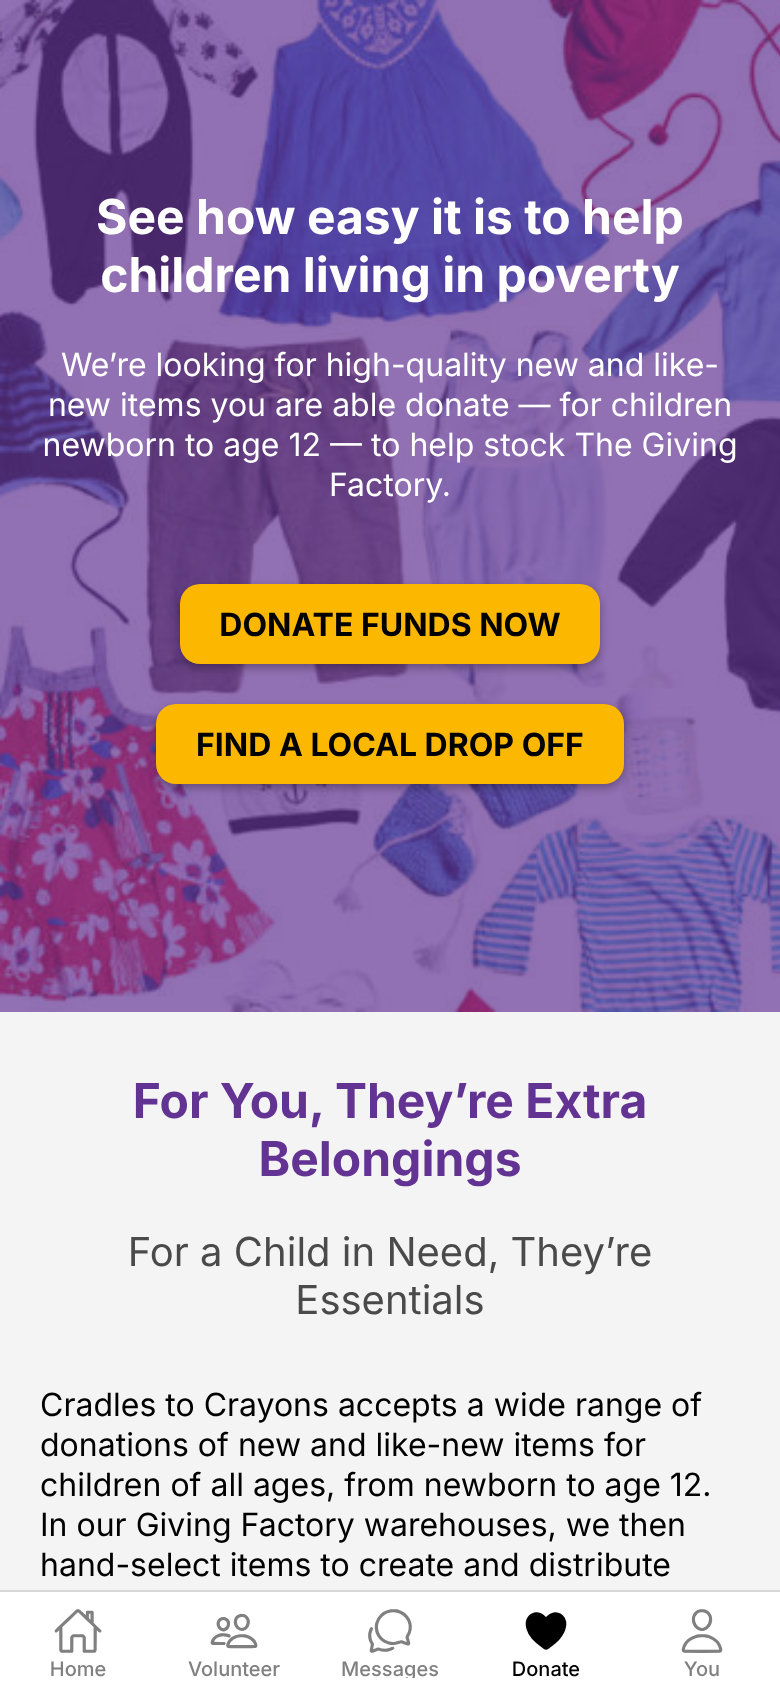 See how easy it is to help
children living in poverty
We’re looking for high-quality new and like-
new items you are able donate — for children
newborn to age 12 — to help stock The Giving
Factory.
DONATE FUNDS NOW
FIND A LOCAL DROP OFF
For You, They’re Extra
Belongings
For a Child in Need, They’re
Essentials
Cradles to Crayons accepts a wide range of
donations of new and like-new items for
children of all ages, from newborn to age 12.
In our Giving Factory warehouses, we then
hand-select items to create and distribute
Home Volunteer Messages Donate You